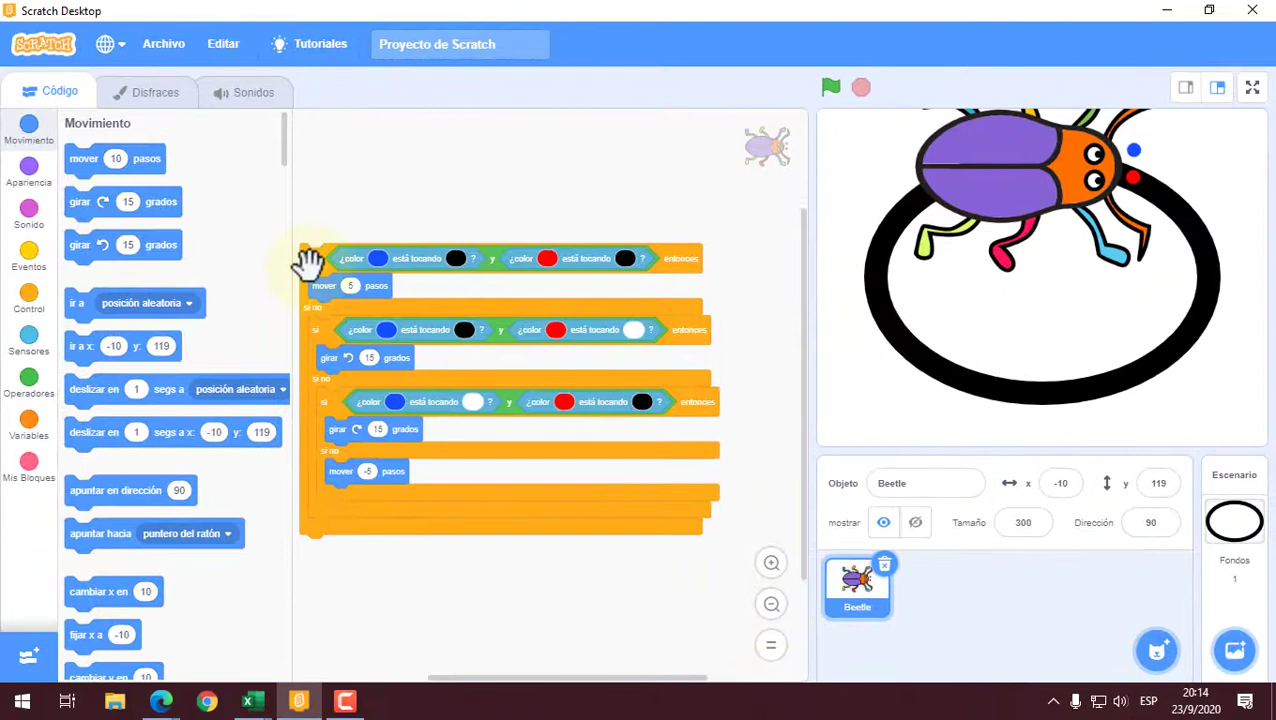 Scratch Desktop
SCRATCH Archivo Editar Tutoriales Proyecto de Scratch
Código Disfraces Sonidos
Movimiento
Apariencia
Sonido
Eventos
Control
Sensores
Operadores
Variables
Mis Bloques
Movimiento
mover 10 pasos
girar 15 grados
girar 15 grados
ir a posición aleatoria
ir a x: -10 y: 119
deslizar en 1 segs a posición aleatoria
deslizar en 1 segs a x: -10 y: 119
apuntar en dirección 90
apuntar hacia puntero del ratón
cambiar x en 10
fijar x a -10
cambiar y en 10
¿color está tocando ? y ¿color está tocando ? entonces
mover 5 pasos
si no
si ¿color está tocando ? y ¿color está tocando ? entonces
girar 15 grados
si no
si ¿color está tocando ? y ¿color está tocando ? entonces
girar 15 grados
si no
mover -5 pasos
Objeto Beetle x -10 y 119
mostrar Tamaño 300 Dirección 90
Beetle
Escenario
Fondos
1
ESP
20:14
23/9/2020